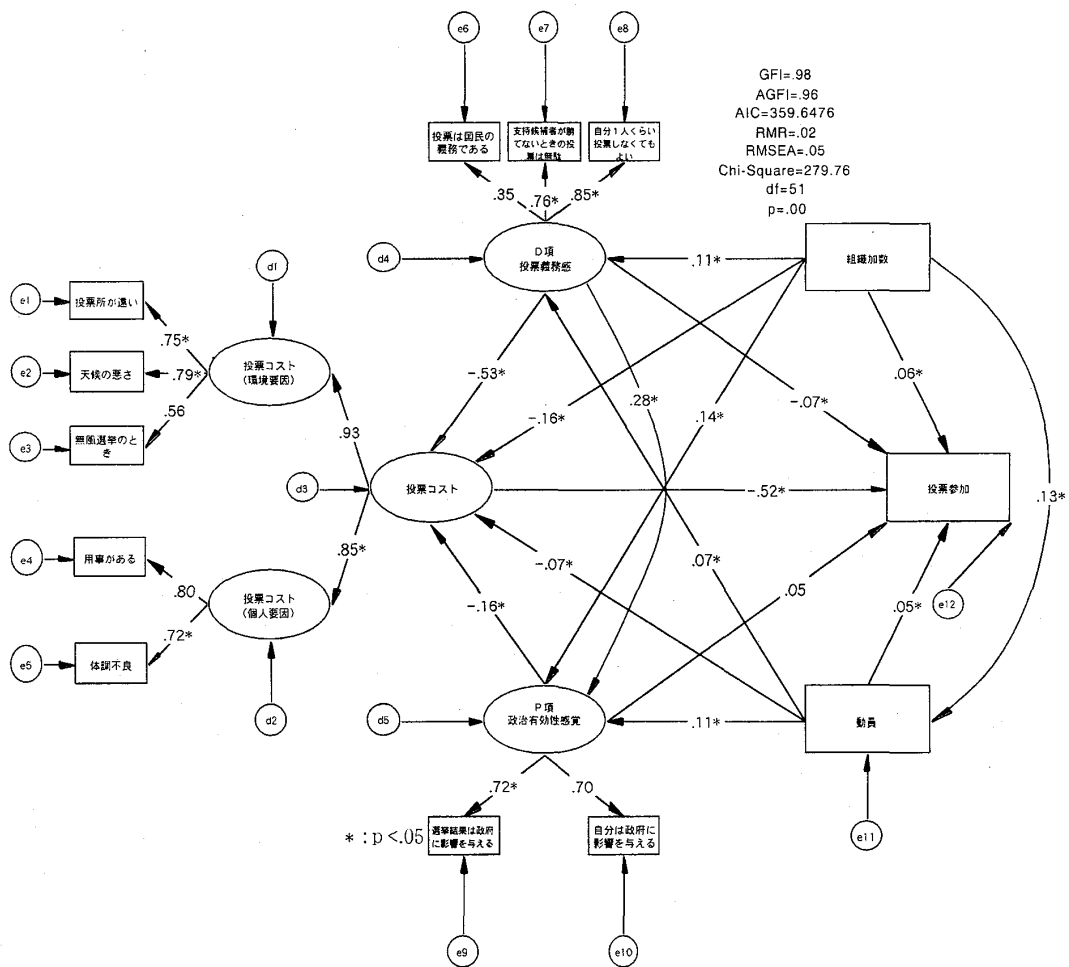 e6
e7
e8
GFI=.98
AGFI=.96
AIC=359.6476
RMR=.02
RMSEA=.05
Chi-Square=279.76
df=51
p=.00
投票は国民の
義務である
支持候補者が勝
てないときの投
票は無駄
自分1人くらい
投票しなくても
よい
.35
.76*
.85*
d4
D項
投票義務感
.11*
組織加数
d1
e1
投票所が遠い
.75*
e2
天候の悪さ
.79*
投票コスト
(環境要因)
e3
無風選挙のと
き
.56
.93
-.53*
.28*
-.16*
.14*
-.07*
.06*
d3
投票コスト
-.52*
投票参加
.13*
e4
用事がある
.80
.85*
投票コスト
(個人要因)
e5
体調不良
.72*
d2
-.16*
-.07*
.07*
.05
.05*
e12
d5
P項
政治有効性感覚
.11*
動員
.72*
.70
*:p<.05
選挙結果は政府
に影響を与える
自分は政府に
影響を与える
e11
e9
e10